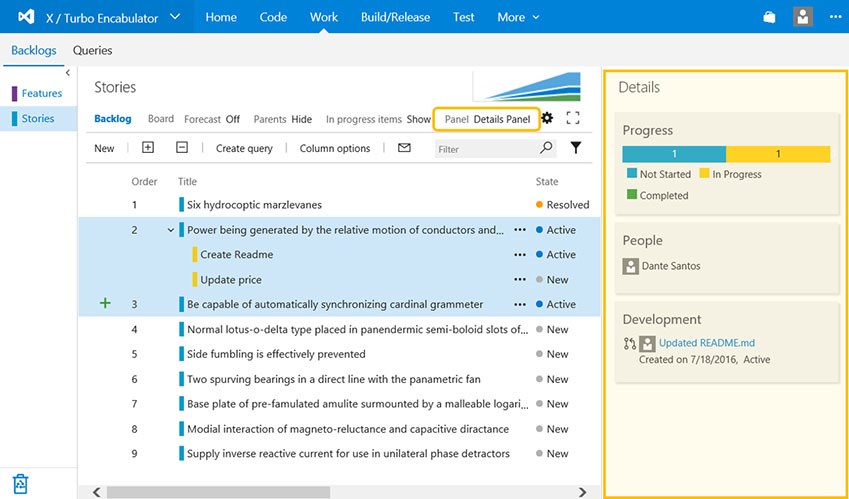 X / Turbo Encabulator Home Code Work Build/Release Test More
Backlogs Queries
Features
Stories
Stories
Backlog Board Forecast Off Parents Hide In progress items Show Panel Details Panel
New Create query Column options Filter
Order Title State
1 Six hydrocoptic marzlevanes Resolved
2 Power being generated by the relative motion of conductors and... ••• Active
Create Readme ••• Active
Update price ••• New
3 Be capable of automatically synchronizing cardinal grammeter ••• Active
4 Normal lotus-o-delta type placed in panendermic semi-boloid slots of... New
5 Side fumbling is effectively prevented New
6 Two spurving bearings in a direct line with the panametric fan New
7 Base plate of pre-famulated amulite surmounted by a malleable logari... New
8 Modial interaction of magneto-reluctance and capacitive diractance New
9 Supply inverse reactive current for use in unilateral phase detractors New
Details
Progress
1 1
Not Started In Progress
Completed
People
Dante Santos
Development
Updated README.md
Created on 7/18/2016, Active